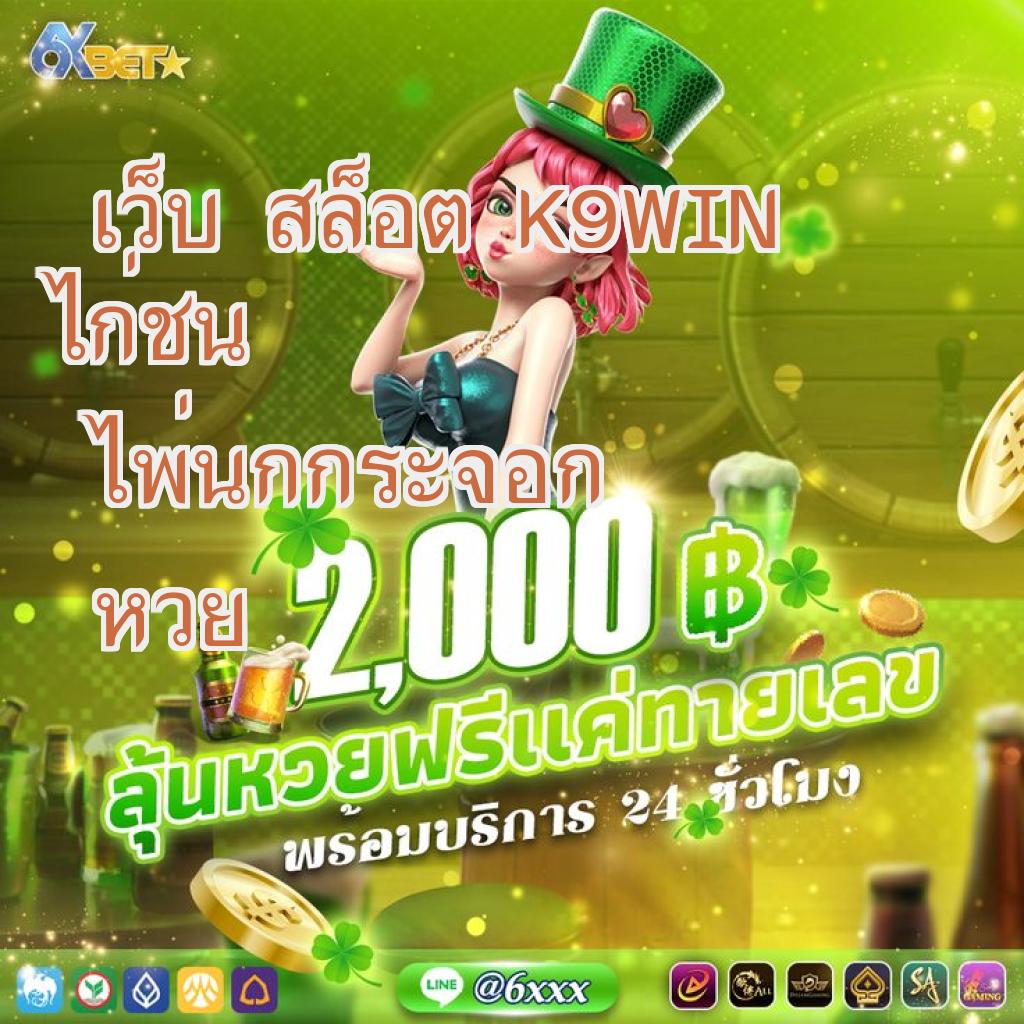 6XBET
เว็บ สล็อต K9WIN
ไก่ชน
ไพ่นกกระจอก
2,000 ฿
หวย
ลุ้นหวยฟรีแค่ทายเลข
พร้อมบริการ 24 ชั่วโมง
LINE @6xxx
ALL
SA
GAMING